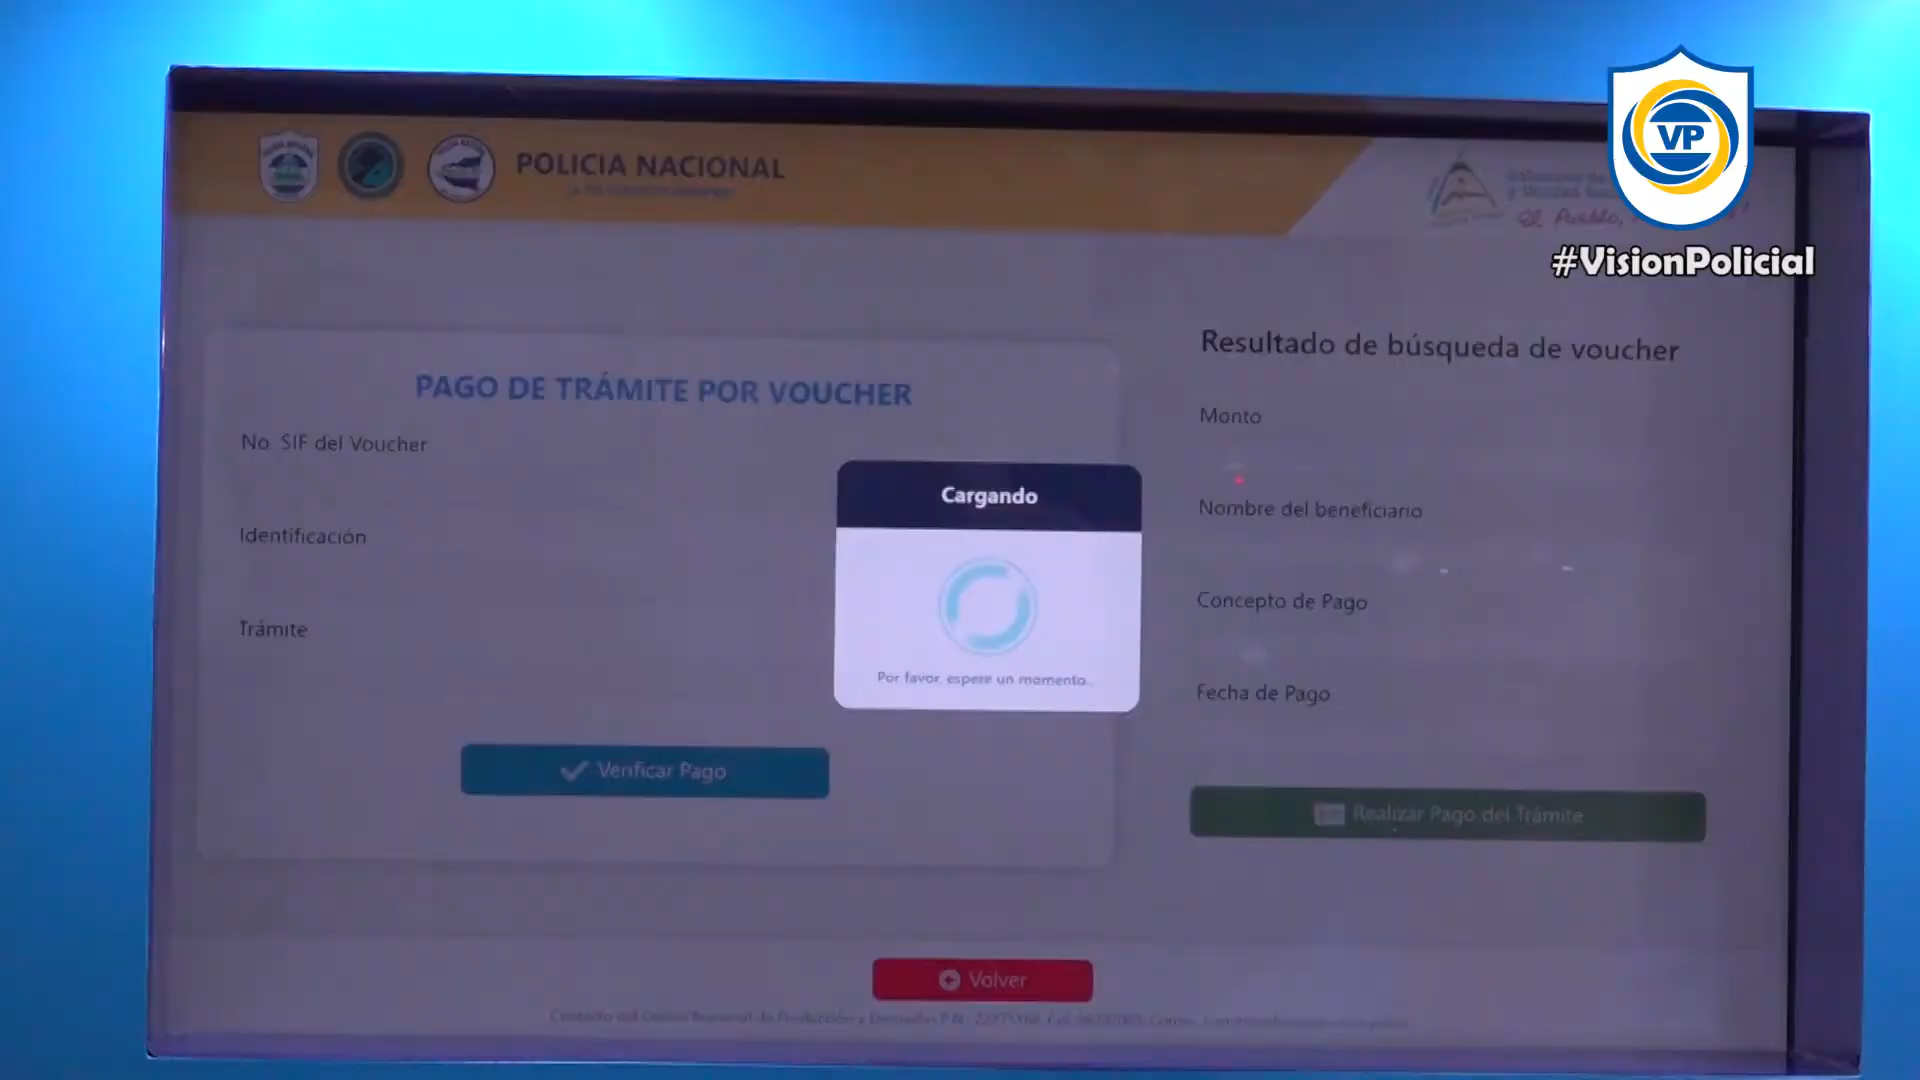 POLICIA NACIONAL
VP
#VisionPolicial
El Pueblo,
PAGO DE TRÁMITE POR VOUCHER
No. SIF del Voucher
Identificación
Trámite
Verificar Pago
Cargando
Por favor, espere un momento...
Resultado de búsqueda de voucher
Monto
Nombre del beneficiario
Concepto de Pago
Fecha de Pago
Realizar Pago del Trámite
Volver